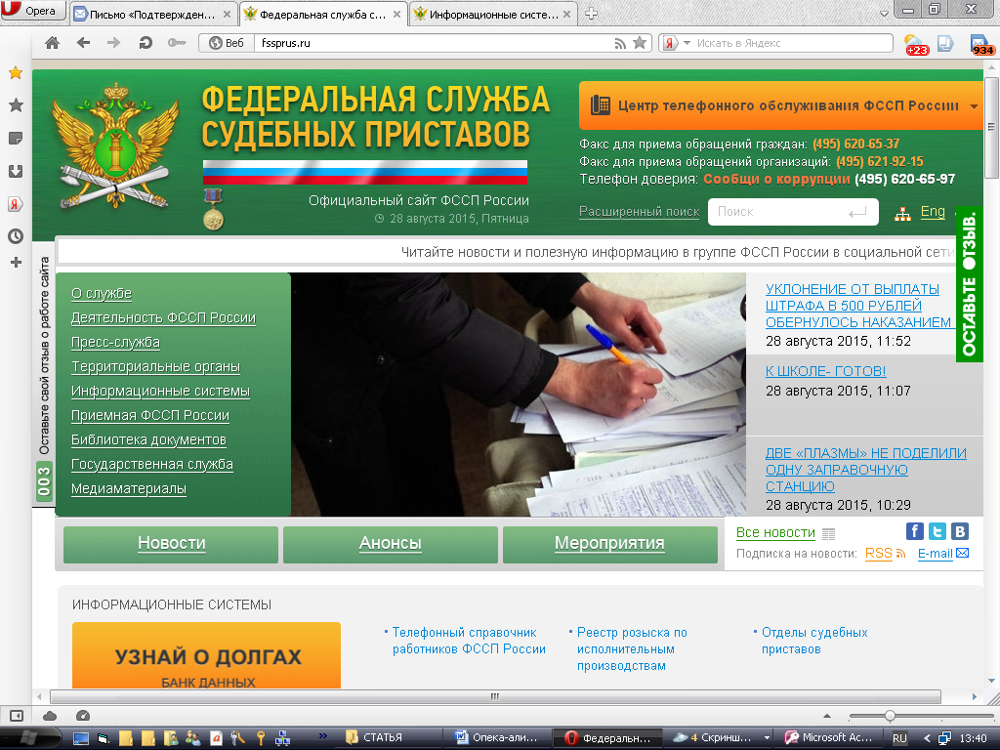 Opera
Письмо «Подтвержден...
Федеральная служба с...
Информационные систе...
Веб
fssprus.ru
Искать в Яндекс
+23
934
ФЕДЕРАЛЬНАЯ СЛУЖБА
СУДЕБНЫХ ПРИСТАВОВ
Официальный сайт ФССП России
28 августа 2015, Пятница
Центр телефонного обслуживания ФССП России
Факс для приема обращений граждан: (495) 620-65-37
Факс для приема обращений организаций: (495) 621-92-15
Телефон доверия: Сообщи о коррупции (495) 620-65-97
Расширенный поиск
Поиск
Eng
ОСТАВЬТЕ ОТЗЫВ.
Читайте новости и полезную информацию в группе ФССП России в социальной сети
Оставьте свой отзыв о работе сайта
003
О службе
Деятельность ФССП России
Пресс-служба
Территориальные органы
Информационные системы
Приемная ФССП России
Библиотека документов
Государственная служба
Медиаматериалы
УКЛОНЕНИЕ ОТ ВЫПЛАТЫ
ШТРАФА В 500 РУБЛЕЙ
ОБЕРНУЛОСЬ НАКАЗАНИЕМ
28 августа 2015, 11:52
К ШКОЛЕ- ГОТОВ!
28 августа 2015, 11:07
ДВЕ «ПЛАЗМЫ» НЕ ПОДЕЛИЛИ
ОДНУ ЗАПРАВОЧНУЮ
СТАНЦИЮ
28 августа 2015, 10:29
Новости
Анонсы
Мероприятия
Все новости
Подписка на новости: RSS E-mail
ИНФОРМАЦИОННЫЕ СИСТЕМЫ
УЗНАЙ О ДОЛГАХ
БАНК ДАННЫХ
Телефонный справочник
работников ФССП России
Реестр розыска по
исполнительным
производствам
Отделы судебных
приставов
СТАТЬЯ
Опека-али...
Федеральн...
4 Скринш...
Microsoft Ac...
RU
13:40